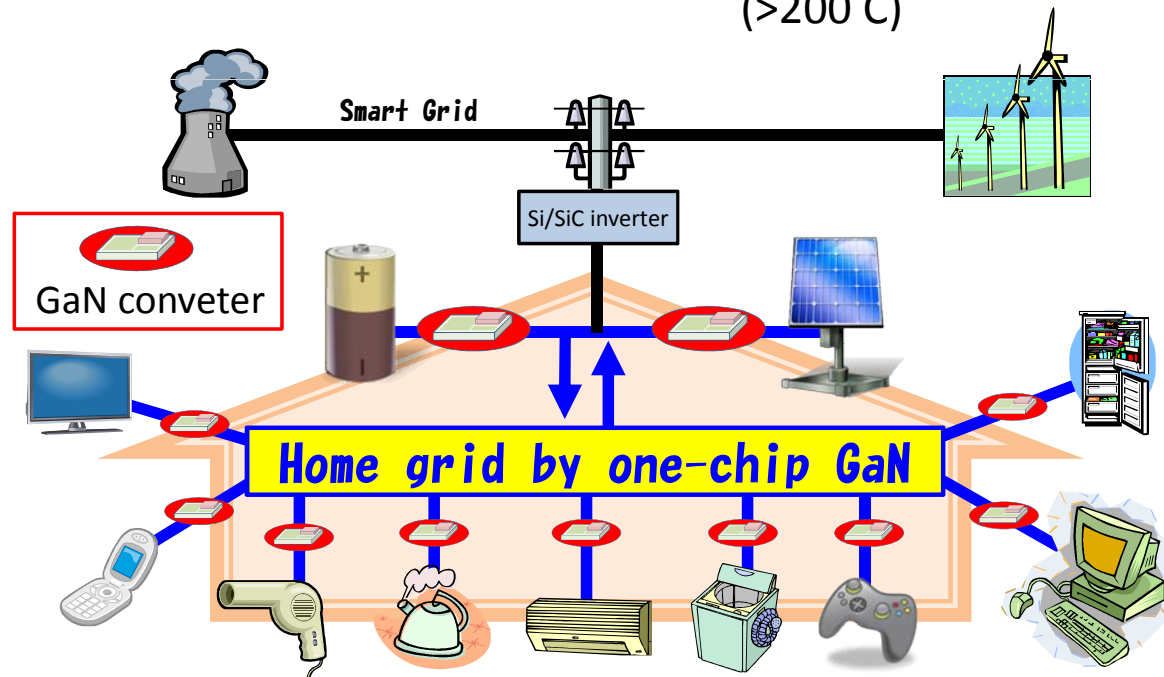 (>200 C)
Smart Grid
Si/SiC inverter
GaN conveter
Home grid by one-chip GaN